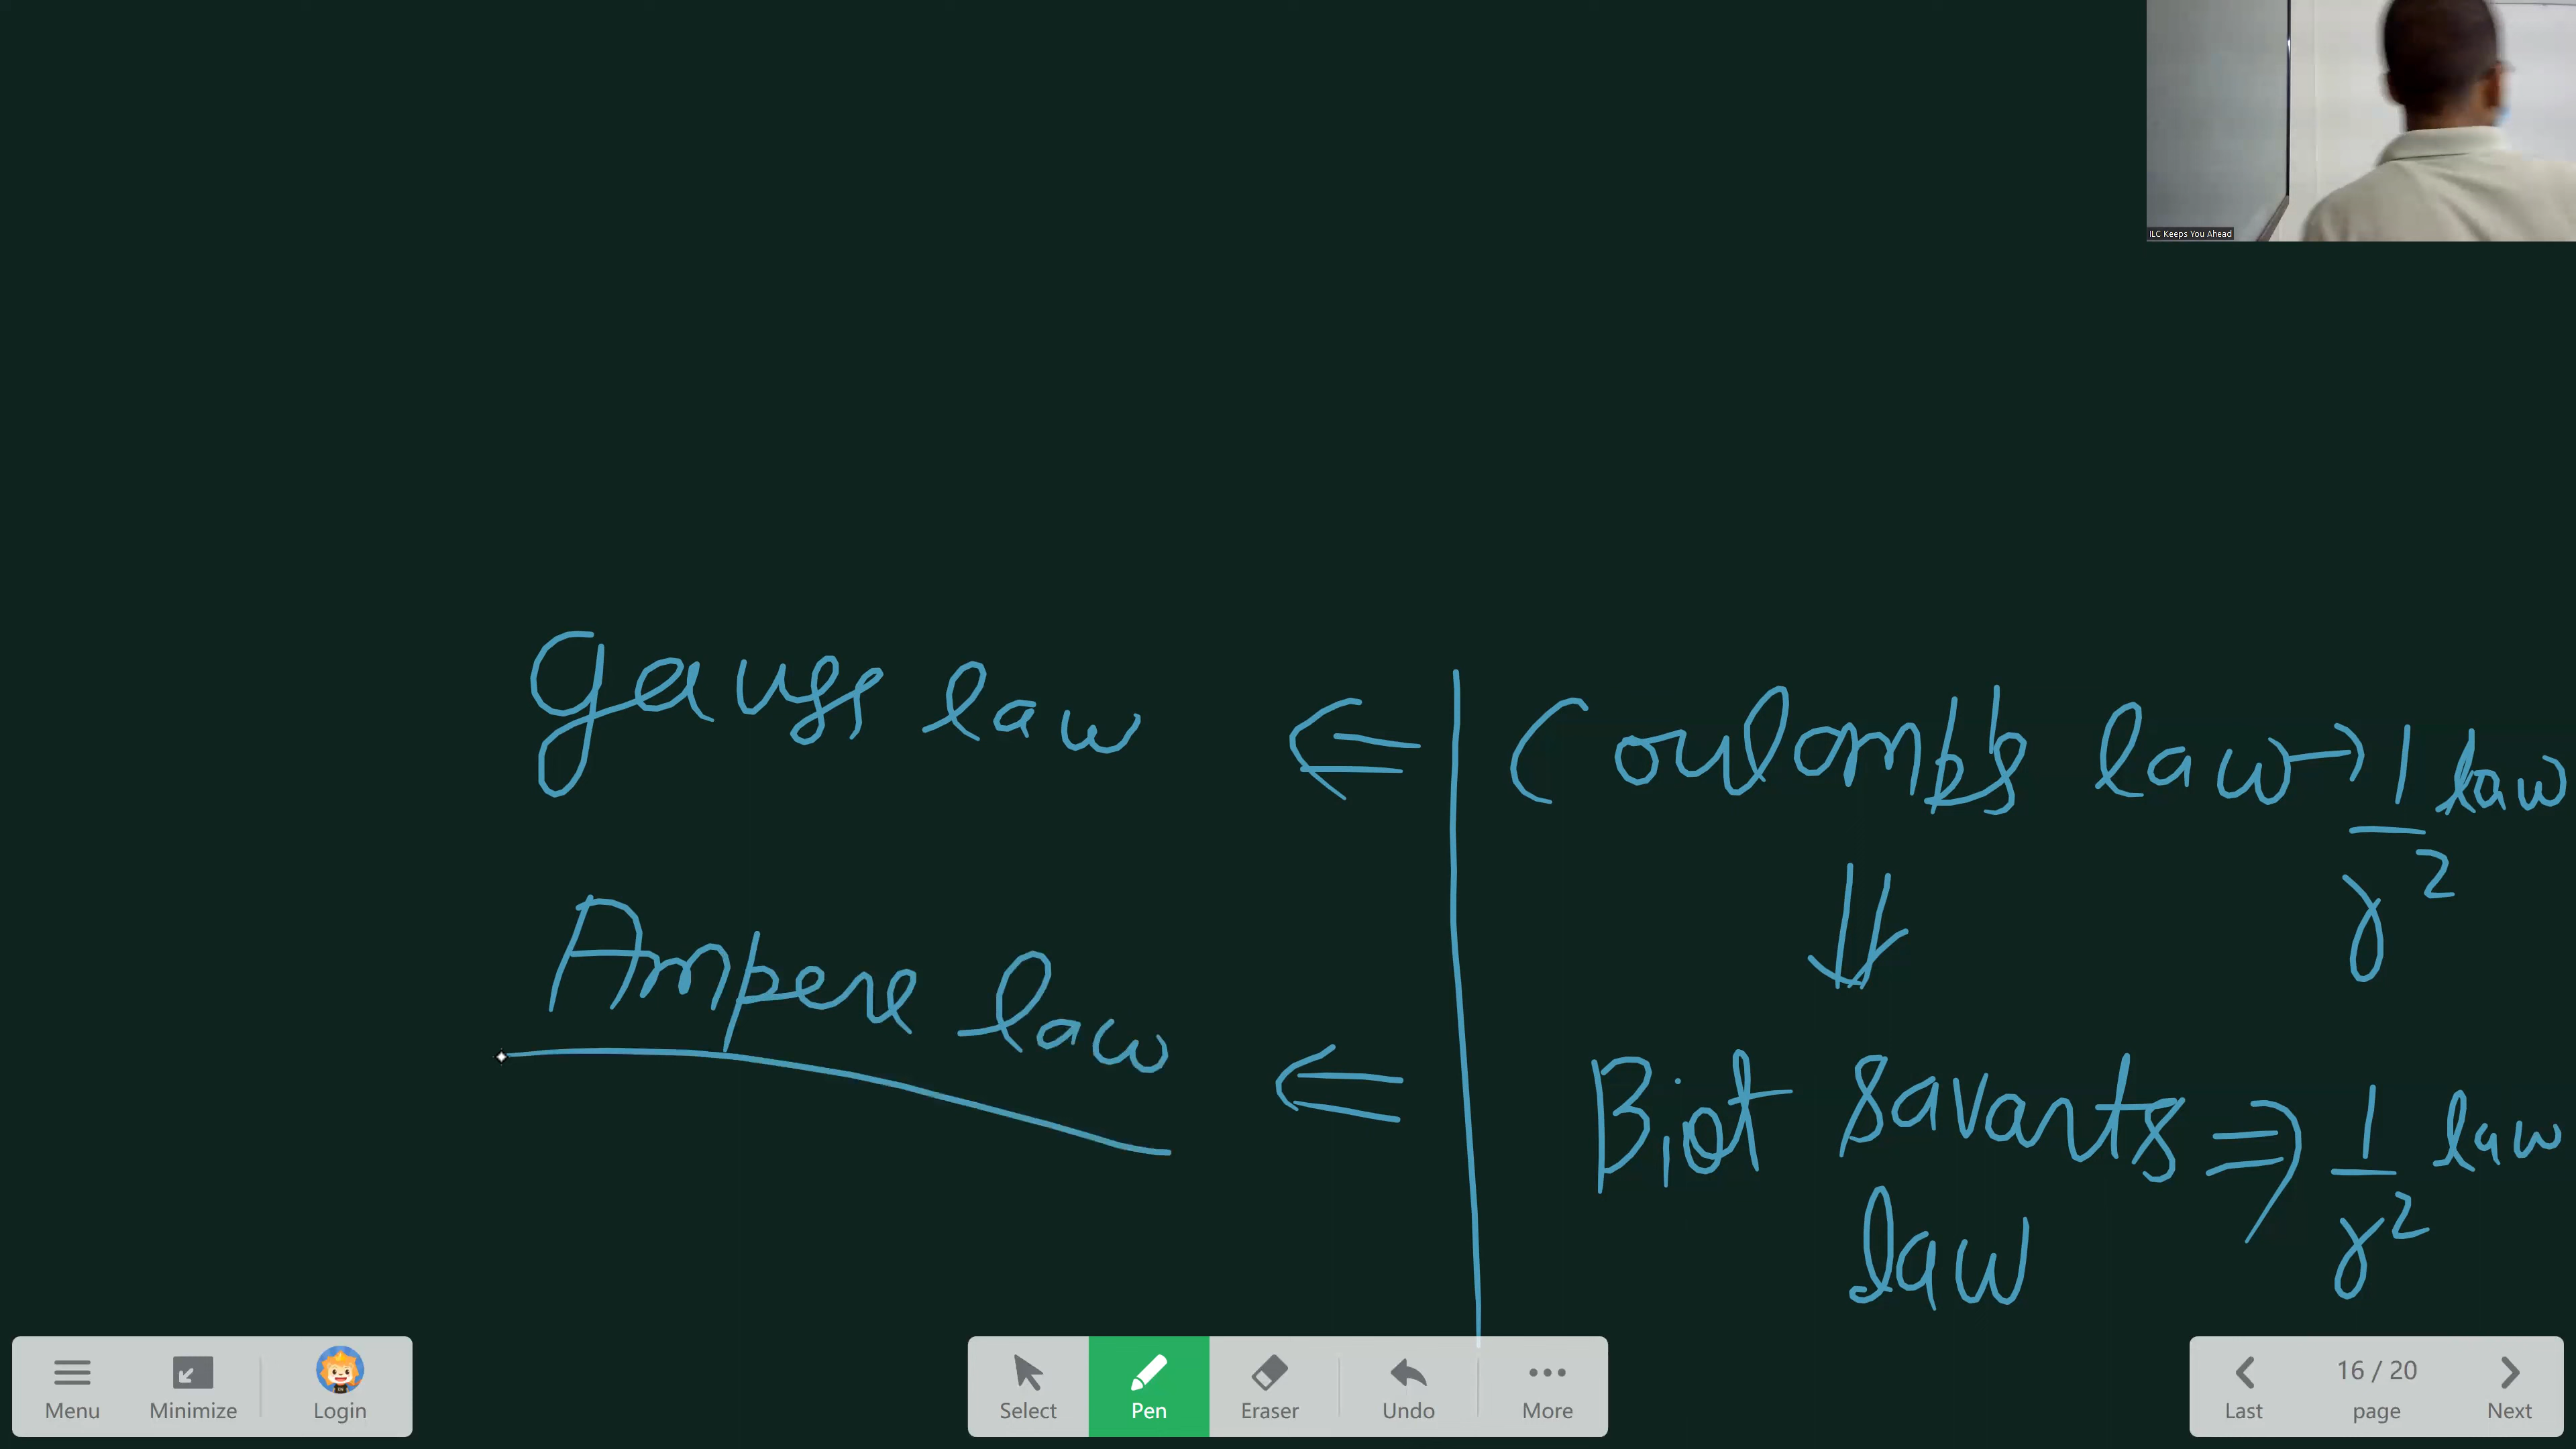 ILC Keeps You Ahead
Gauss law ⇐ Coulomb's law → 1/r² law
⇓
Ampere law ⇐ Biot Savarts ⇒ 1/r² law
law
Menu Minimize Login Select Pen Eraser Undo More Last 16 / 20 page Next